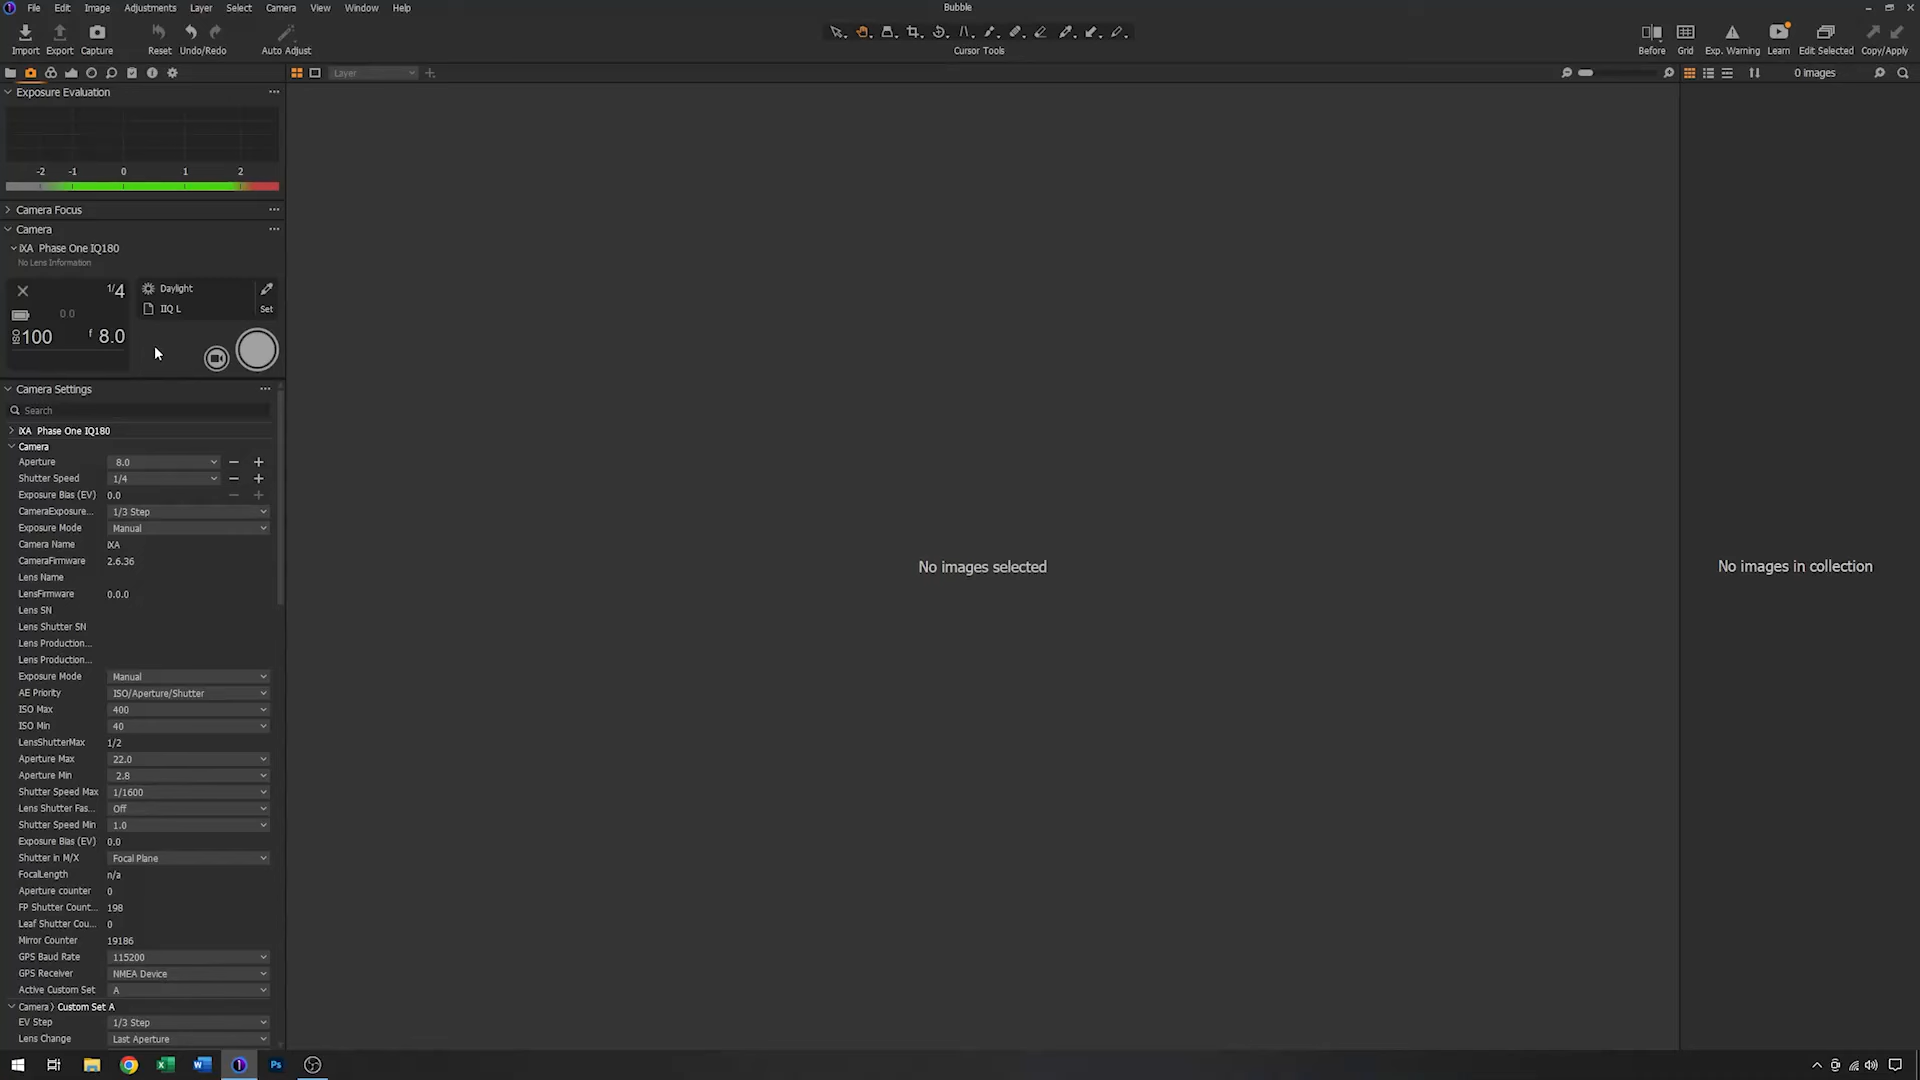 File Edit Image Adjustments Layer Select Camera View Window Help
Bubble
Import Export Capture Reset Undo/Redo Auto Adjust
Cursor Tools
Before Grid Exp. Warning Learn Edit Selected Copy/Apply
Layer
0 images
Exposure Evaluation
-2 -1 0 1 2
Camera Focus
Camera
iXA Phase One IQ180
No Lens Information
1/4
Daylight
0.0
IIQ L
Set
ISO 100 f 8.0
Camera Settings
Search
iXA Phase One IQ180
Camera
Aperture 8.0
Shutter Speed 1/4
Exposure Bias (EV) 0.0
CameraExposure... 1/3 Step
Exposure Mode Manual
Camera Name iXA
CameraFirmware 2.6.36
Lens Name
LensFirmware 0.0.0
Lens SN
Lens Shutter SN
Lens Production...
Lens Production...
Exposure Mode Manual
AE Priority ISO/Aperture/Shutter
ISO Max 400
ISO Min 40
LensShutterMax 1/2
Aperture Max 22.0
Aperture Min 2.8
Shutter Speed Max 1/1600
Lens Shutter Fas... Off
Shutter Speed Min 1.0
Exposure Bias (EV) 0.0
Shutter in M/X Focal Plane
FocalLength n/a
Aperture counter 0
FP Shutter Count... 198
Leaf Shutter Cou... 0
Mirror Counter 19186
GPS Baud Rate 115200
GPS Receiver NMEA Device
Active Custom Set A
Camera ) Custom Set A
EV Step 1/3 Step
Lens Change Last Aperture
No images selected
No images in collection
Ps